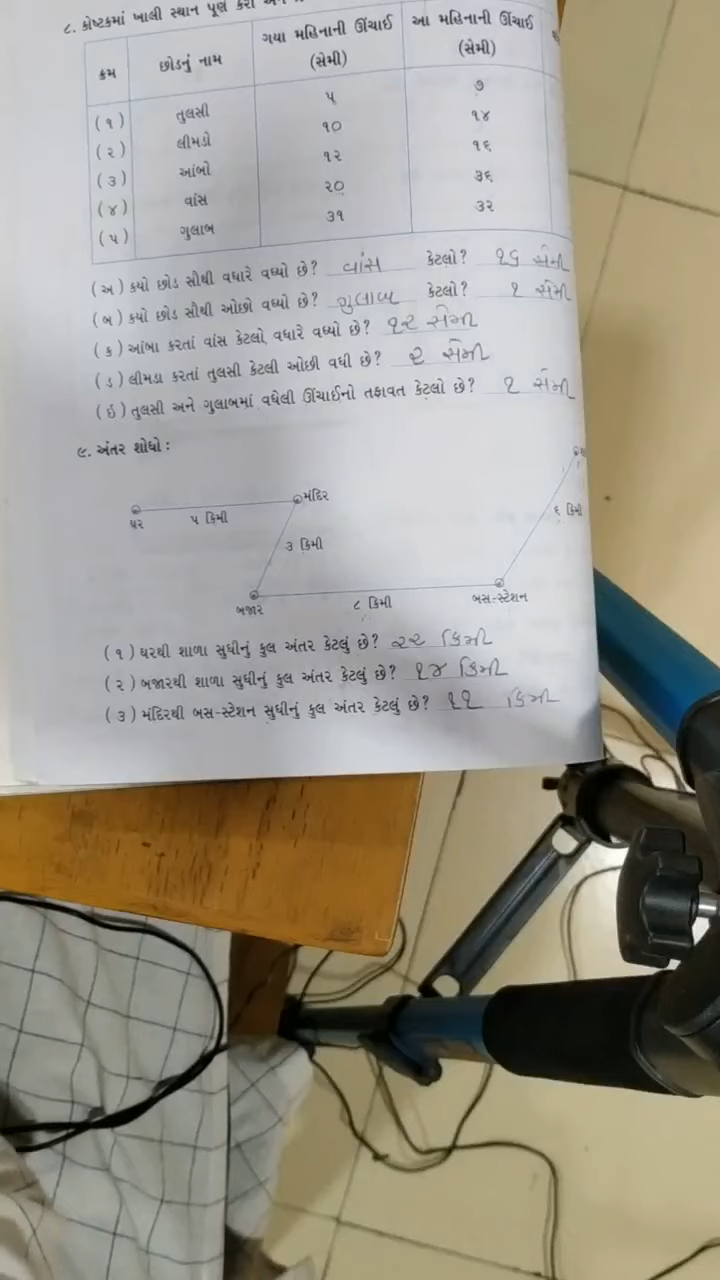 ૮. કોષ્ટકમાં ખાલી સ્થાન પૂર્ણ કરી
ક્રમ છોડનું નામ ગયા મહિનાની ઊંચાઈ (સેમી) આ મહિનાની ઊંચાઈ (સેમી)
(૧) તુલસી ૫ ૭
(૨) લીમડો ૧૦ ૧૪
(૩) આંબો ૧૨ ૧૬
(૪) વાંસ ૨૦ ૩૬
(૫) ગુલાબ ૩૧ ૩૨
(અ) કયો છોડ સૌથી વધારે વધ્યો છે? વાંસ કેટલો? ૧૬ સેમી
(બ) કયો છોડ સૌથી ઓછો વધ્યો છે? ગુલાબ કેટલો? ૧ સેમી
(ક) આંબા કરતાં વાંસ કેટલો વધારે વધ્યો છે? ૧૨ સેમી
(ડ) લીમડા કરતાં તુલસી કેટલી ઓછી વધી છે? ૨ સેમી
(ઇ) તુલસી અને ગુલાબમાં વધેલી ઊંચાઈનો તફાવત કેટલો છે? ૧ સેમી
૯. અંતર શોધો :
ઘર ૫ કિમી મંદિર
૩ કિમી ૬ કિમી
બજાર ૮ કિમી બસ-સ્ટેશન
(૧) ઘરથી શાળા સુધીનું કુલ અંતર કેટલું છે? ૨૨ કિમી
(૨) બજારથી શાળા સુધીનું કુલ અંતર કેટલું છે? ૧૪ કિમી
(૩) મંદિરથી બસ-સ્ટેશન સુધીનું કુલ અંતર કેટલું છે? ૧૧ કિમી